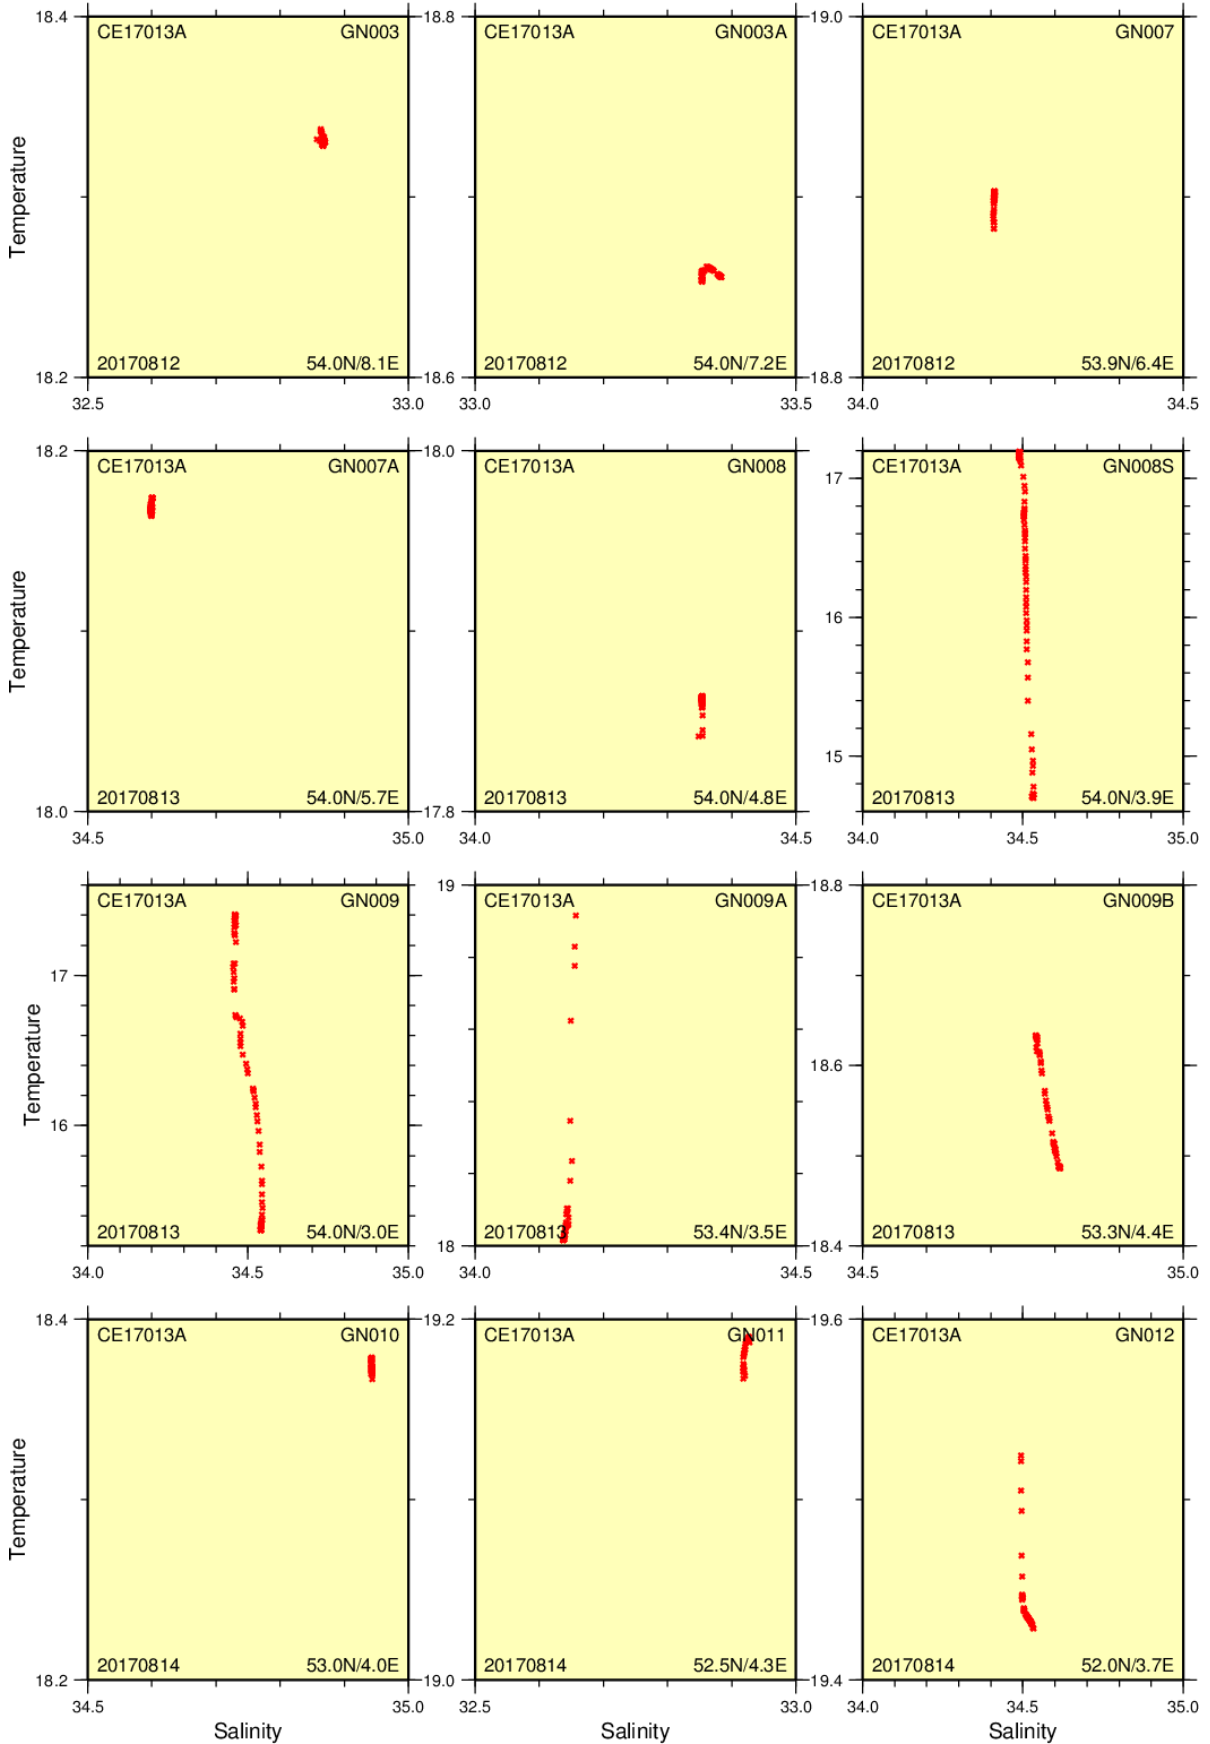 18.4
CE17013A GN003
Temperature
20170812 54.0N/8.1E
18.2
32.5 33.0
18.8
CE17013A GN003A
20170812 54.0N/7.2E
18.6
33.0 33.5
19.0
CE17013A GN007
20170812 53.9N/6.4E
18.8
34.0 34.5
18.2
CE17013A GN007A
Temperature
20170813 54.0N/5.7E
18.0
34.5 35.0
18.0
CE17013A GN008
20170813 54.0N/4.8E
17.8
34.0 34.5
CE17013A GN008S
17
16
15
20170813 54.0N/3.9E
34.0 34.5 35.0
CE17013A GN009
17
Temperature
16
20170813 54.0N/3.0E
34.0 34.5 35.0
19
CE17013A GN009A
20170813 53.4N/3.5E
18
34.0 34.5
18.8
CE17013A GN009B
18.6
20170813 53.3N/4.4E
18.4
34.5 35.0
18.4
CE17013A GN010
Temperature
20170814 53.0N/4.0E
18.2
34.5 35.0
Salinity
19.2
CE17013A GN011
20170814 52.5N/4.3E
19.0
32.5 33.0
Salinity
19.6
CE17013A GN012
20170814 52.0N/3.7E
19.4
34.0 34.5 35.0
Salinity